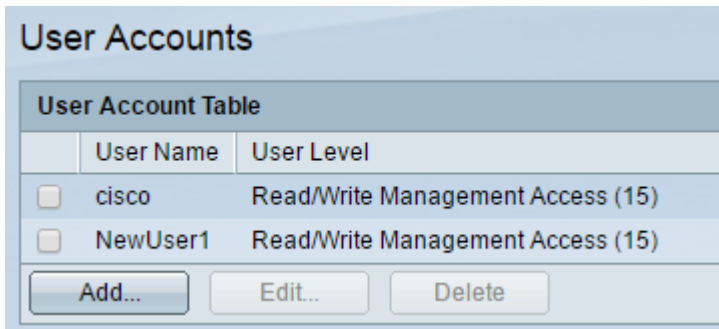 User Accounts
User Account Table
User Name User Level
cisco Read/Write Management Access (15)
NewUser1 Read/Write Management Access (15)
Add... Edit... Delete